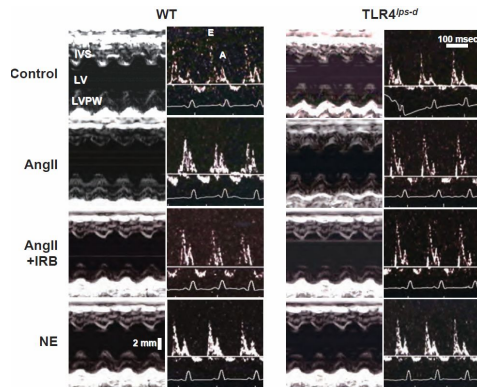 WT
TLR4lps-d
Control
IVS
LV
LVPW
E
A
100 msec
AngII
AngII
+IRB
NE
2 mm